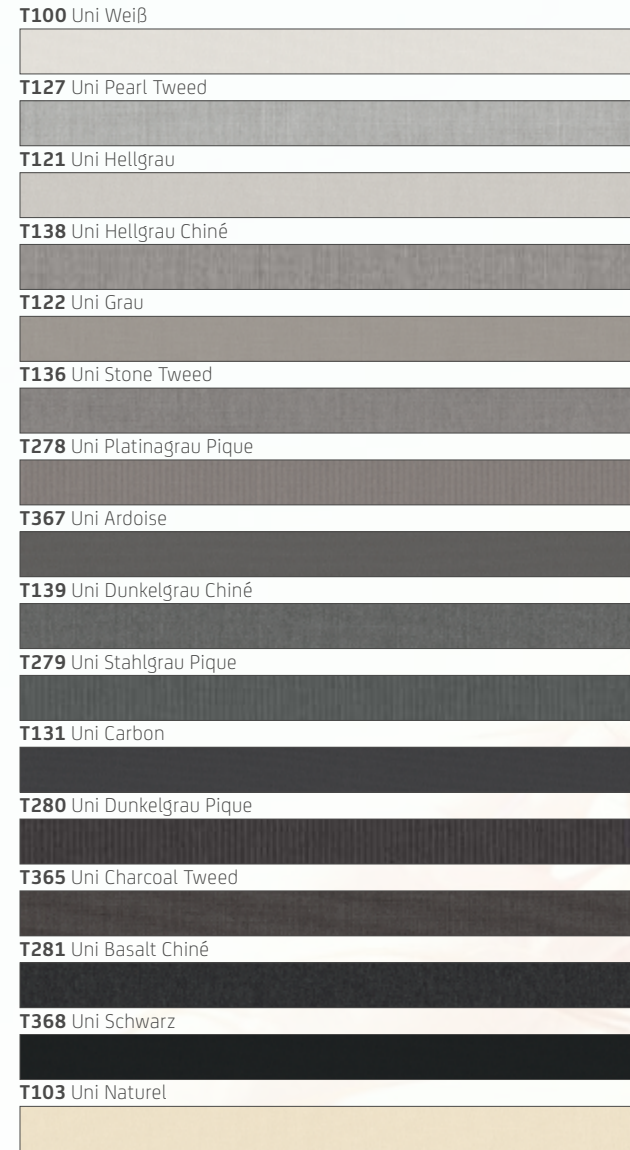 T100 Uni Weiß
T127 Uni Pearl Tweed
T121 Uni Hellgrau
T138 Uni Hellgrau Chiné
T122 Uni Grau
T136 Uni Stone Tweed
T278 Uni Platinagrau Pique
T367 Uni Ardoise
T139 Uni Dunkelgrau Chiné
T279 Uni Stahlgrau Pique
T131 Uni Carbon
T280 Uni Dunkelgrau Pique
T365 Uni Charcoal Tweed
T281 Uni Basalt Chiné
T368 Uni Schwarz
T103 Uni Naturel